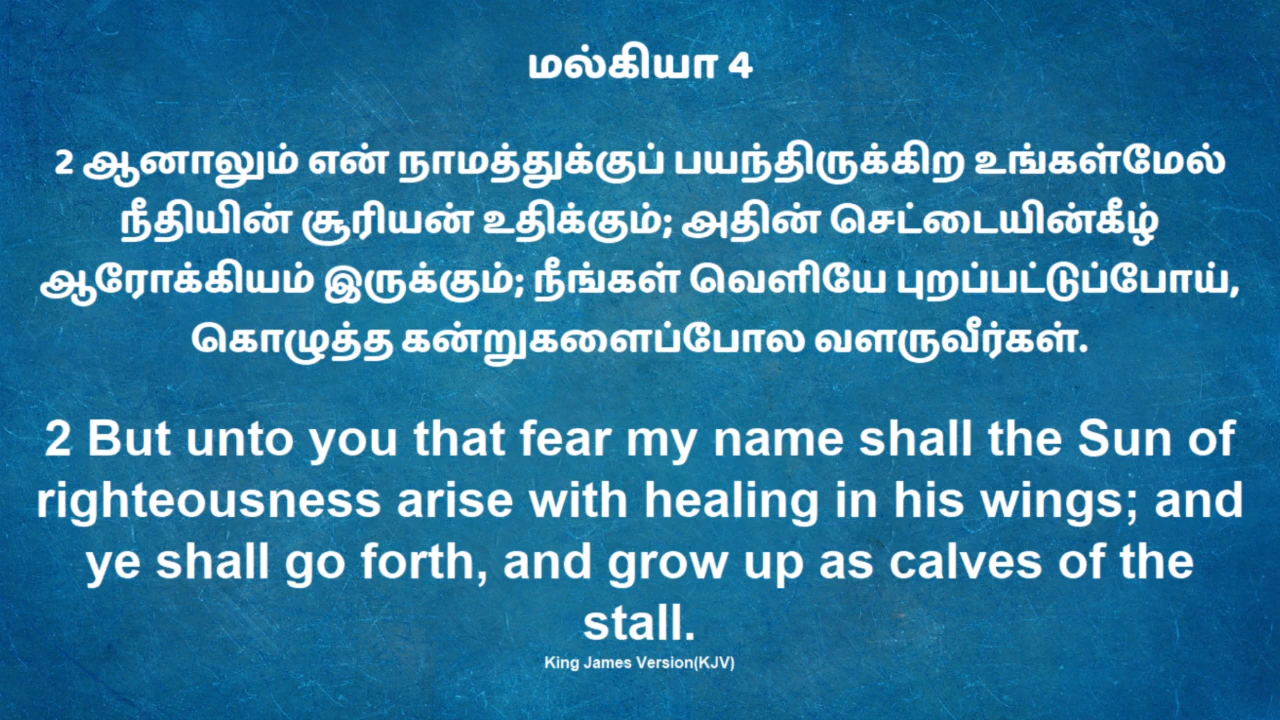 மல்கியா 4
2 ஆனாலும் என் நாமத்துக்குப் பயந்திருக்கிற உங்கள்மேல்
நீதியின் சூரியன் உதிக்கும்; அதின் செட்டையின்கீழ்
ஆரோக்கியம் இருக்கும்; நீங்கள் வெளியே புறப்பட்டுப்போய்,
கொழுத்த கன்றுகளைப்போல வளருவீர்கள்.
2 But unto you that fear my name shall the Sun of
righteousness arise with healing in his wings; and
ye shall go forth, and grow up as calves of the
stall.
King James Version(KJV)